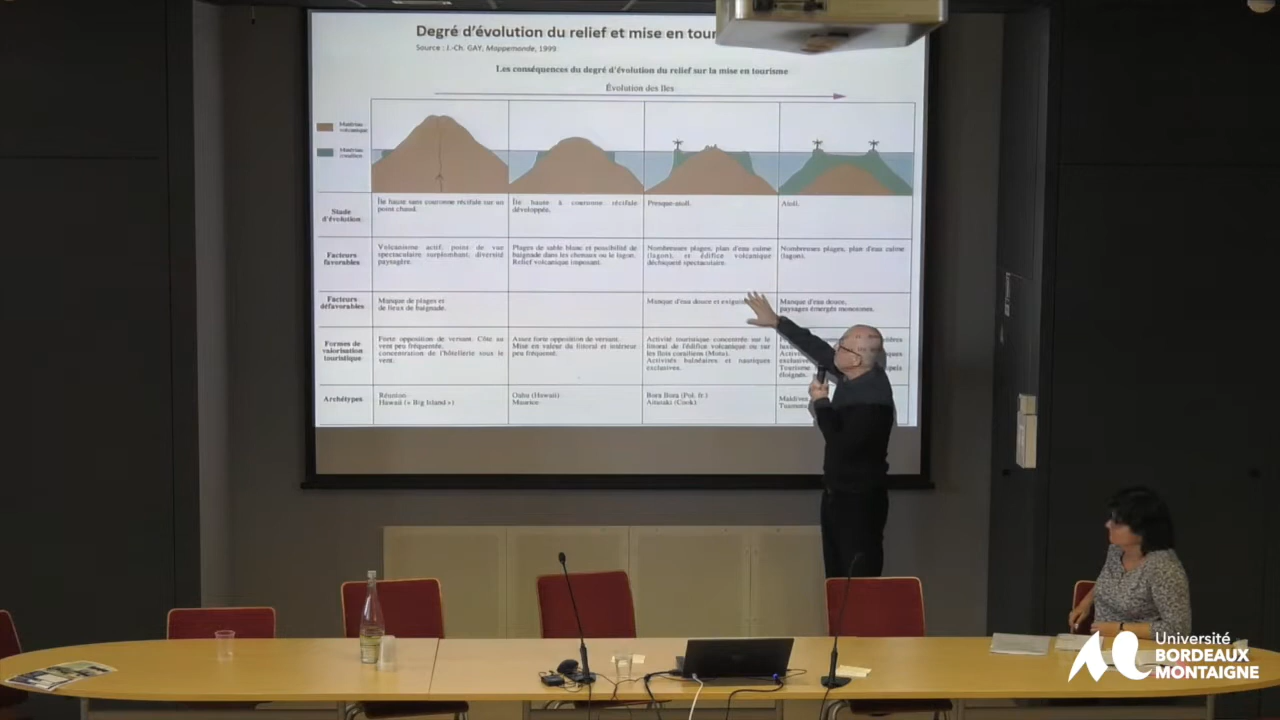 Degré d'évolution du relief et mise en tour
Source : J.-Ch. GAY, Mappemonde, 1999
Les conséquences du degré d'évolution du relief sur la mise en tourisme
Évolution des îles
Matériau
volcanique
Matériau
corallien
Stade
d'évolution
Île haute sans couronne récifale sur un
point chaud.
Île haute à couronne récifale
développée.
Presque-atoll.
Atoll.
Facteurs
favorables
Volcanisme actif, point de vue
spectaculaire surplombant, diversité
paysagère.
Plages de sable blanc et possibilité de
baignade dans les chenaux ou le lagon.
Relief volcanique imposant.
Nombreuses plages, plan d'eau calme
(lagon), et édifice volcanique
déchiqueté spectaculaire.
Nombreuses plages, plan d'eau calme
(lagon).
Facteurs
défavorables
Manque de plages et
de lieux de baignade.
Manque d'eau douce et
Manque d'eau douce,
paysages émergés monotones.
Formes de
valorisation
touristique
Forte opposition de versant. Côte au
vent peu fréquentée,
concentration de l'hôtellerie sous le
vent.
Assez forte opposition de versant.
Mise en valeur du littoral et intérieur
peu fréquenté.
Activité touristique concentrée sur le
littoral de l'édifice volcanique ou sur
les îlots coralliens (Motu).
Activités balnéaires et nautiques
exclusives.
exclusives
Tourisme
éloignés.
Archétypes
Réunion
Hawaii (« Big Island »)
Oahu (Hawaii)
Maurice
Bora Bora (Pol. fr.)
Aitutaki (Cook)
Maldives
Université
BORDEAUX
MONTAIGNE